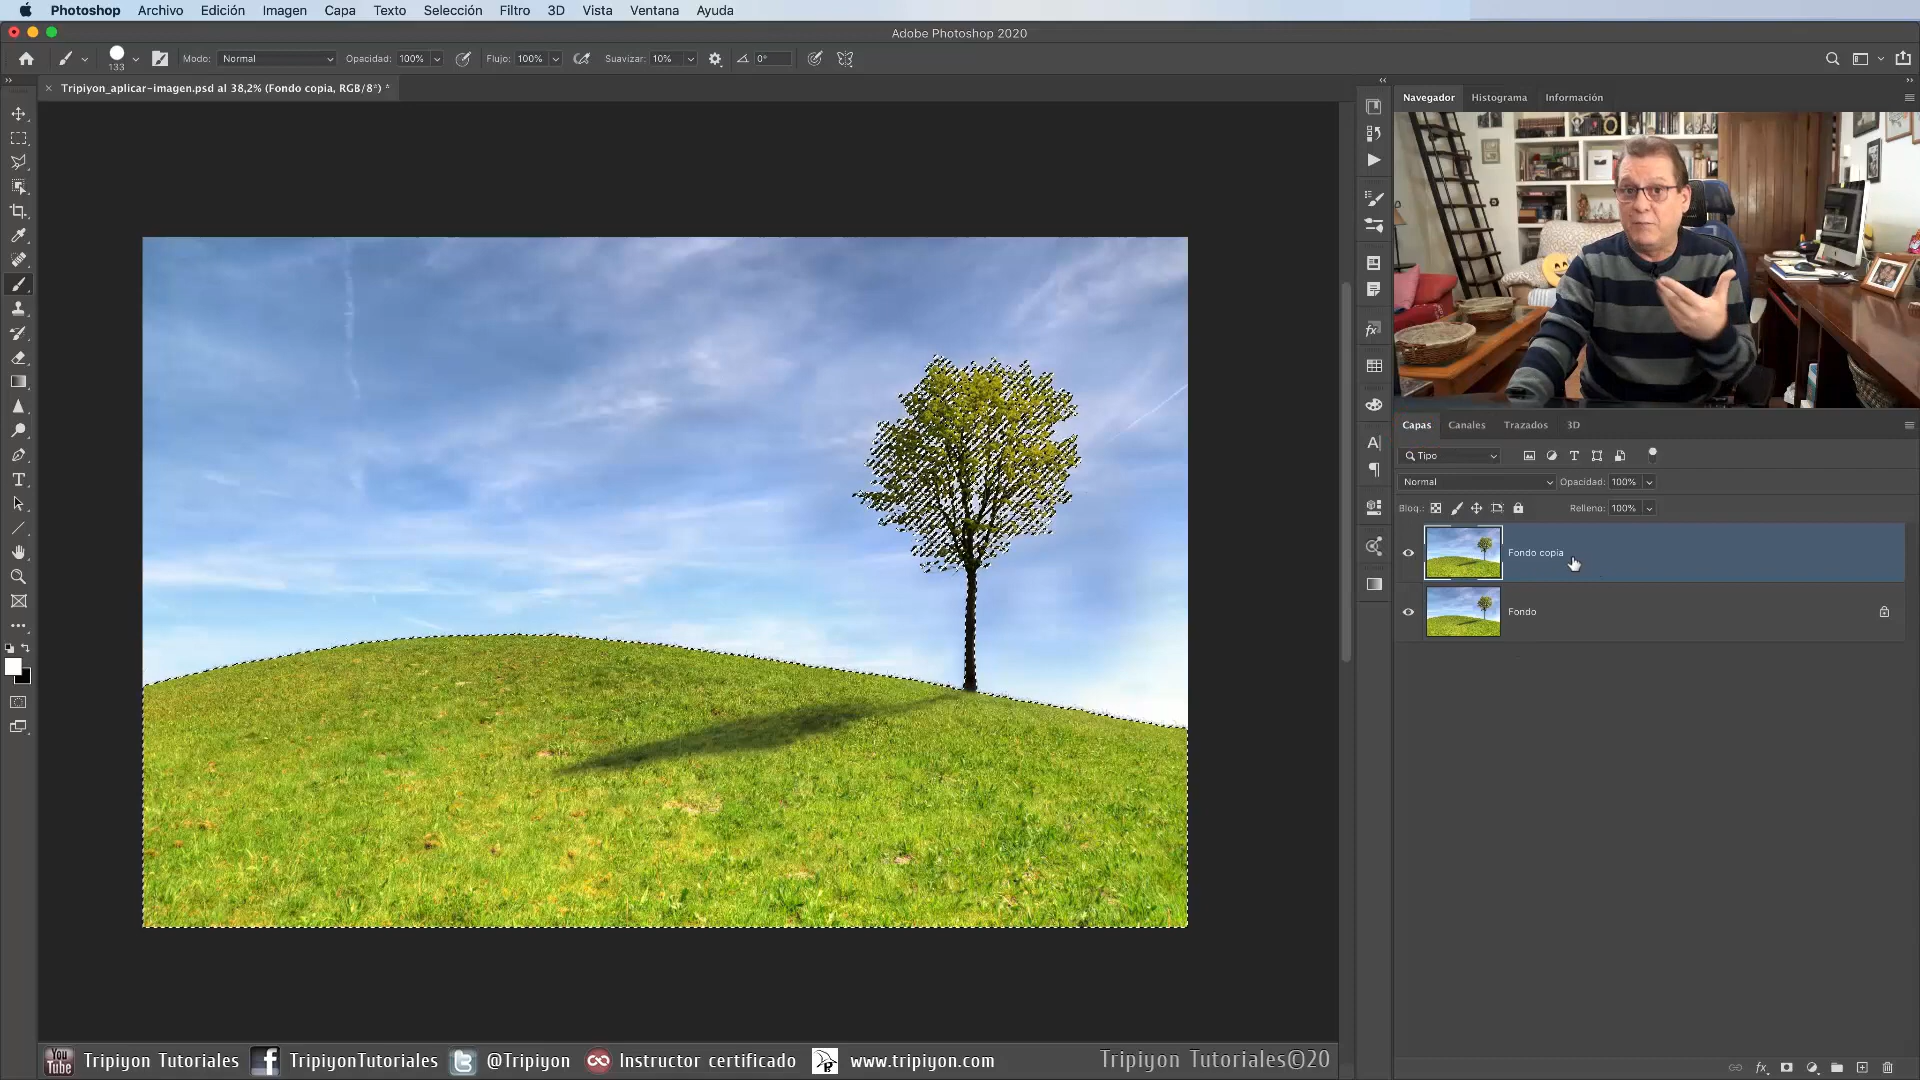 Photoshop Archivo Edición Imagen Capa Texto Selección Filtro 3D Vista Ventana Ayuda
Adobe Photoshop 2020
133 Modo: Normal Opacidad: 100% Flujo: 100% Suavizar: 10% 0°
Tripiyon_aplicar-imagen.psd al 38,2% (Fondo copia, RGB/8*) *
Navegador Histograma Información
Capas Canales Trazados 3D
Tipo
Normal Opacidad: 100%
Bloq.: Relleno: 100%
Fondo copia
Fondo
You Tube Tripiyon Tutoriales TripiyonTutoriales @Tripiyon Instructor certificado www.tripiyon.com Tripiyon Tutoriales©20